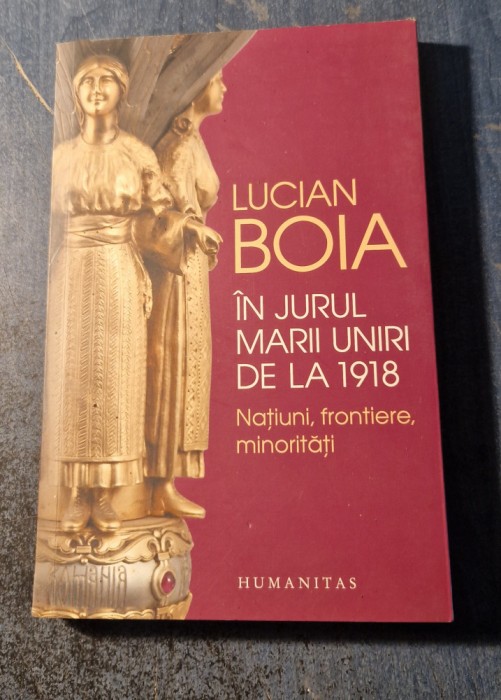 LUCIAN
BOIA
ÎN JURUL
MARII UNIRI
DE LA 1918
Națiuni, frontiere,
minorități
HUMANITAS